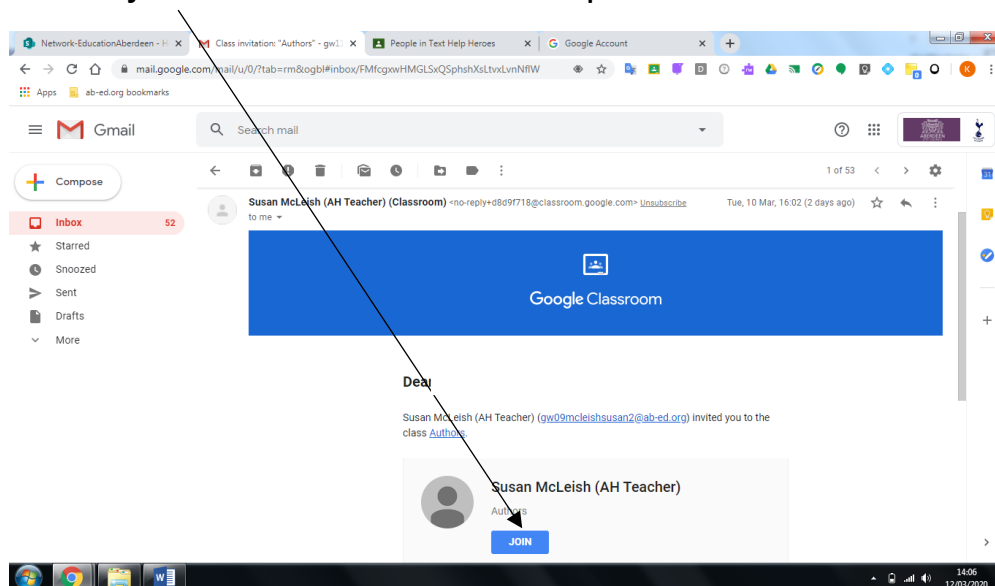 Network-EducationAberdeen - H
Class invitation: "Authors" - gw1
People in Text Help Heroes
Google Account
mail.google.com/mail/u/0/?tab=rm&ogbl#inbox/FMfcgxwHMGLSxQSphshXsLtvxLvnNflW
K
Apps
ab-ed.org bookmarks
Gmail
Search mail
Compose
1 of 53
Susan McLeish (AH Teacher) (Classroom) <no-reply+d8d9f718@classroom.google.com> Unsubscribe
Tue, 10 Mar, 16:02 (2 days ago)
to me
Inbox 52
Starred
Snoozed
Sent
Drafts
More
Google Classroom
Dear
Susan McLeish (AH Teacher) (gw09mcleishsusan2@ab-ed.org) invited you to the
class Authors.
Susan McLeish (AH Teacher)
Authors
JOIN
14:06
12/03/2020